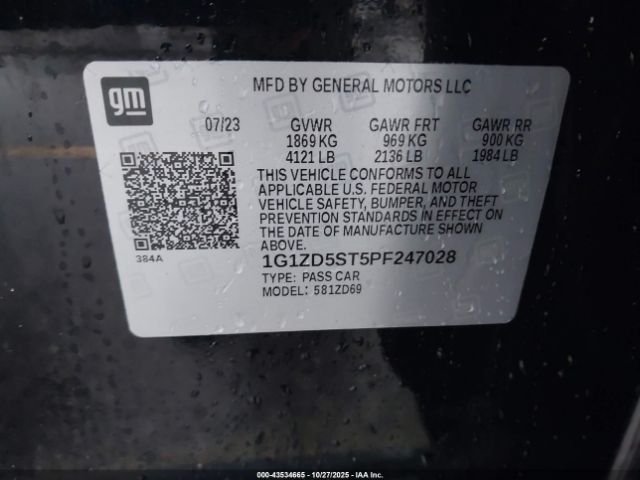 gm
MFD BY GENERAL MOTORS LLC
07/23 GVWR GAWR FRT GAWR RR
1869 KG 969 KG 900 KG
4121 LB 2136 LB 1984 LB
THIS VEHICLE CONFORMS TO ALL
APPLICABLE U.S. FEDERAL MOTOR
VEHICLE SAFETY, BUMPER, AND THEFT
PREVENTION STANDARDS IN EFFECT ON
THE DATE OF MANUFACTURE SHOWN
ABOVE.
384A
1G1ZD5ST5PF247028
TYPE: PASS CAR
MODEL: 581ZD69
000-43534665 - 10/27/2025 - IAA Inc.